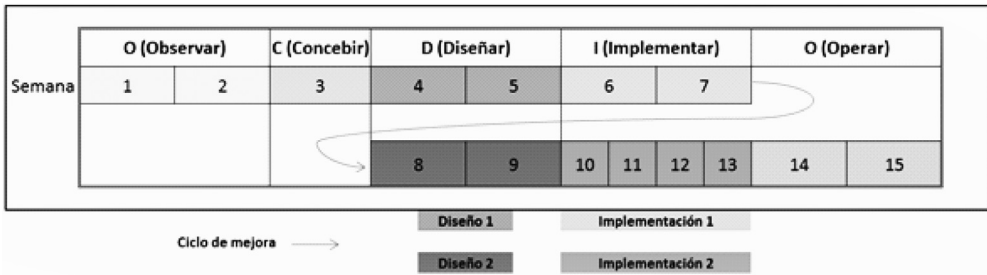 O (Observar) C (Concebir) D (Diseñar) I (Implementar) O (Operar)
Semana 1 2 3 4 5 6 7
8 9 10 11 12 13 14 15
Diseño 1 Implementación 1
Ciclo de mejora
Diseño 2 Implementación 2